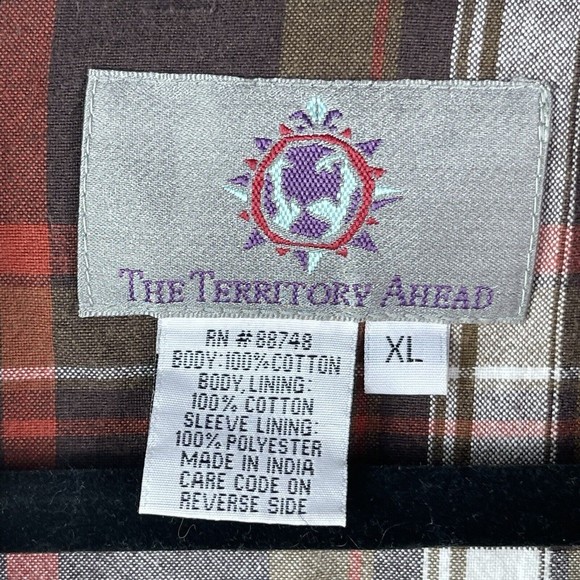 THE TERRITORY AHEAD
RN #88748
BODY:100%COTTON
BODY,LINING:
100% COTTON
SLEEVE LINING:
100% POLYESTER
MADE IN INDIA
CARE CODE ON
REVERSE SIDE
XL